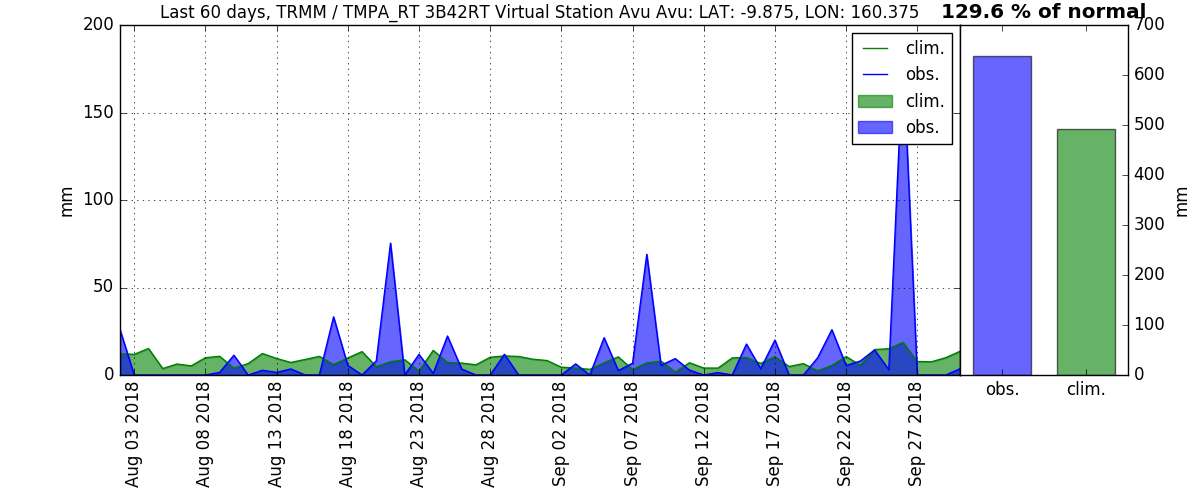 Last 60 days, TRMM / TMPA_RT 3B42RT Virtual Station Avu Avu: LAT: -9.875, LON: 160.375
129.6 % of normal
clim.
obs.
clim.
obs.
200
150
100
50
0
mm
700
600
500
400
300
200
100
0
mm
Aug 03 2018
Aug 08 2018
Aug 13 2018
Aug 18 2018
Aug 23 2018
Aug 28 2018
Sep 02 2018
Sep 07 2018
Sep 12 2018
Sep 17 2018
Sep 22 2018
Sep 27 2018
obs.
clim.